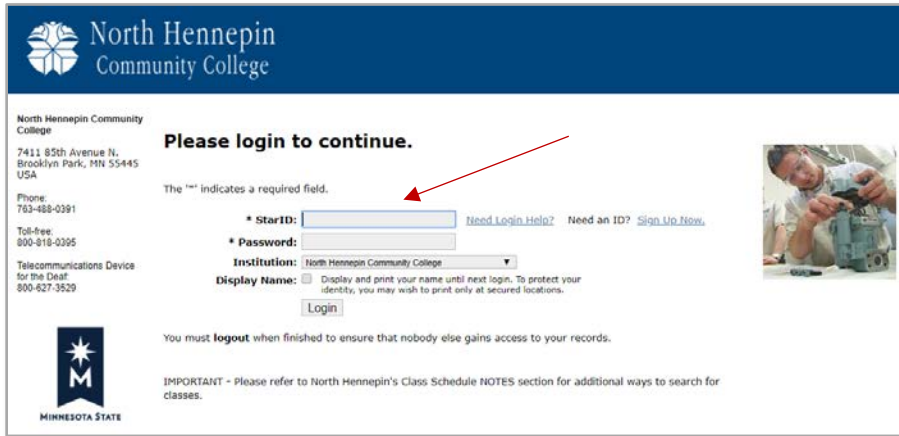 North Hennepin
Community College
North Hennepin Community
College
7411 85th Avenue N.
Brooklyn Park, MN 55445
USA
Phone:
763-488-0391
Toll-free:
800-818-0395
Telecommunications Device
for the Deaf:
800-627-3529
MINNESOTA STATE
Please login to continue.
The '*' indicates a required field.
* StarID: Need Login Help? Need an ID? Sign Up Now.
* Password:
Institution: North Hennepin Community College
Display Name: Display and print your name until next login. To protect your
identity, you may wish to print only at secured locations.
Login
You must logout when finished to ensure that nobody else gains access to your records.
IMPORTANT - Please refer to North Hennepin's Class Schedule NOTES section for additional ways to search for
classes.